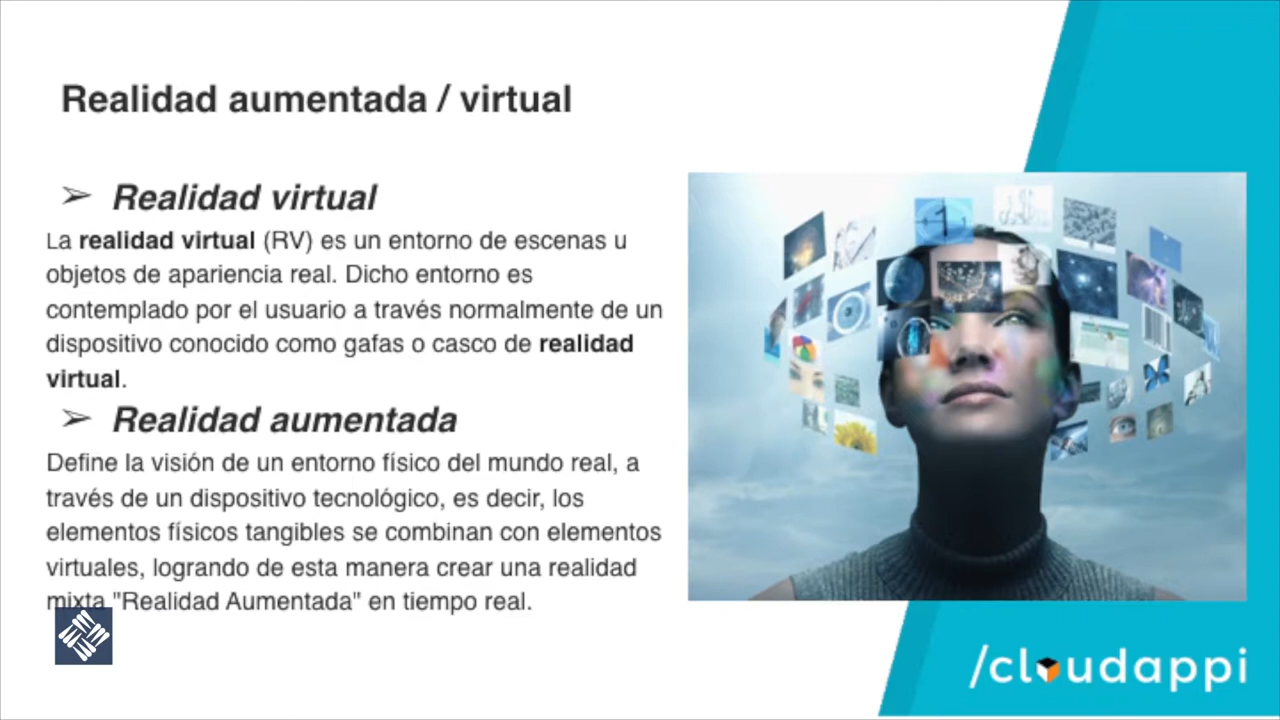 Realidad aumentada / virtual
➢ Realidad virtual
La realidad virtual (RV) es un entorno de escenas u
objetos de apariencia real. Dicho entorno es
contemplado por el usuario a través normalmente de un
dispositivo conocido como gafas o casco de realidad
virtual.
➢ Realidad aumentada
Define la visión de un entorno físico del mundo real, a
través de un dispositivo tecnológico, es decir, los
elementos físicos tangibles se combinan con elementos
virtuales, logrando de esta manera crear una realidad
mixta "Realidad Aumentada" en tiempo real.
/cloudappi